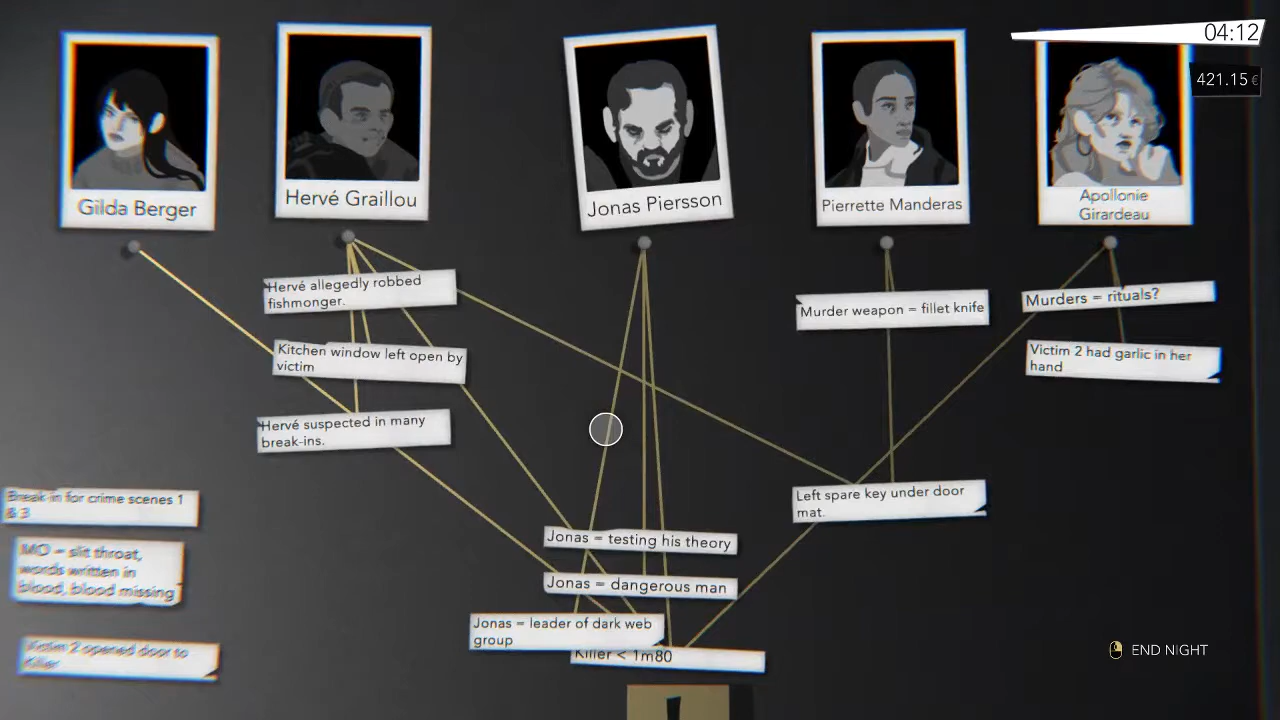 04:12
421.15 €
Gilda Berger
Hervé Graillou
Jonas Piersson
Pierrette Manderas
Apollonie
Girardeau
Hervé allegedly robbed
fishmonger.
Kitchen window left open by
victim
Hervé suspected in many
break-ins.
Murder weapon = fillet knife
Murders = rituals?
Victim 2 had garlic in her
hand
Left spare key under door
mat.
Break-in for crime scenes 1
& 3
MO = slit throat,
words written in
blood, blood missing
Victim 2 opened door to
Killer
Jonas = testing his theory
Jonas = dangerous man
Jonas = leader of dark web
group
Killer < 1m80
END NIGHT